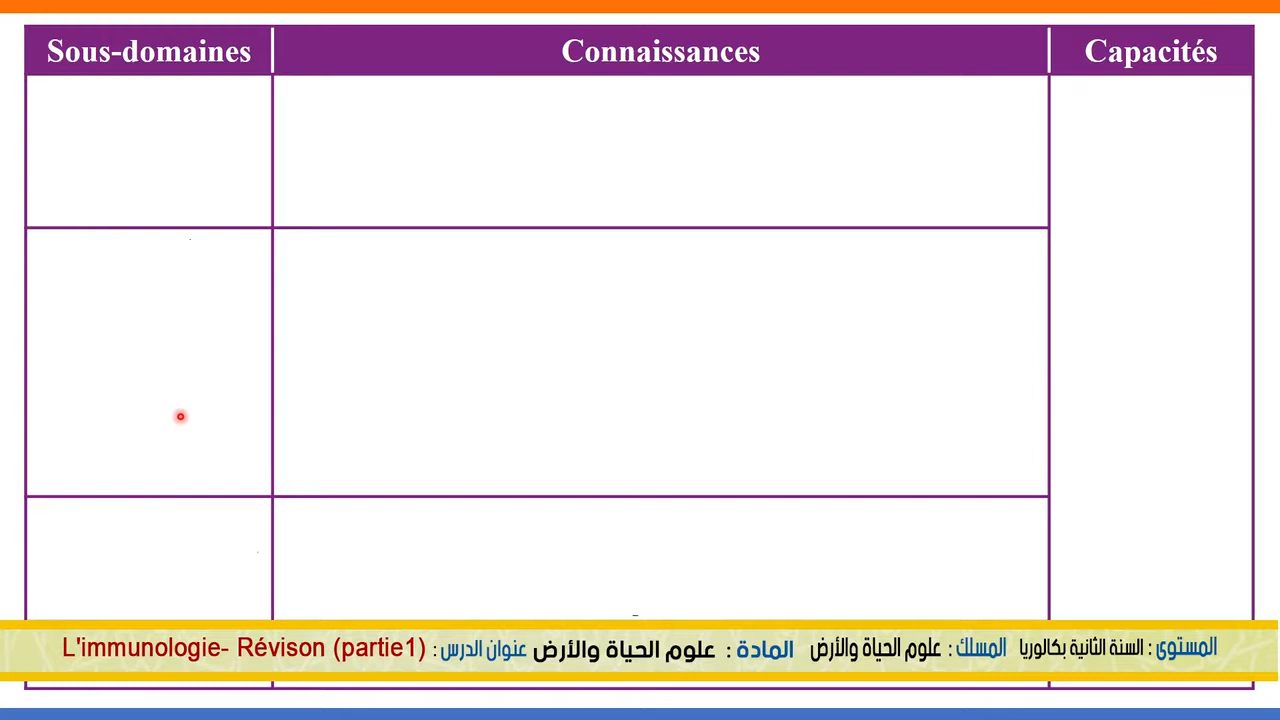 Sous-domaines
Connaissances
Capacités
المستوى : السنة الثانية بكالوريا المسلك : علوم الحياة والأرض المادة : علوم الحياة والأرض عنوان الدرس : L'immunologie- Révison (partie1)